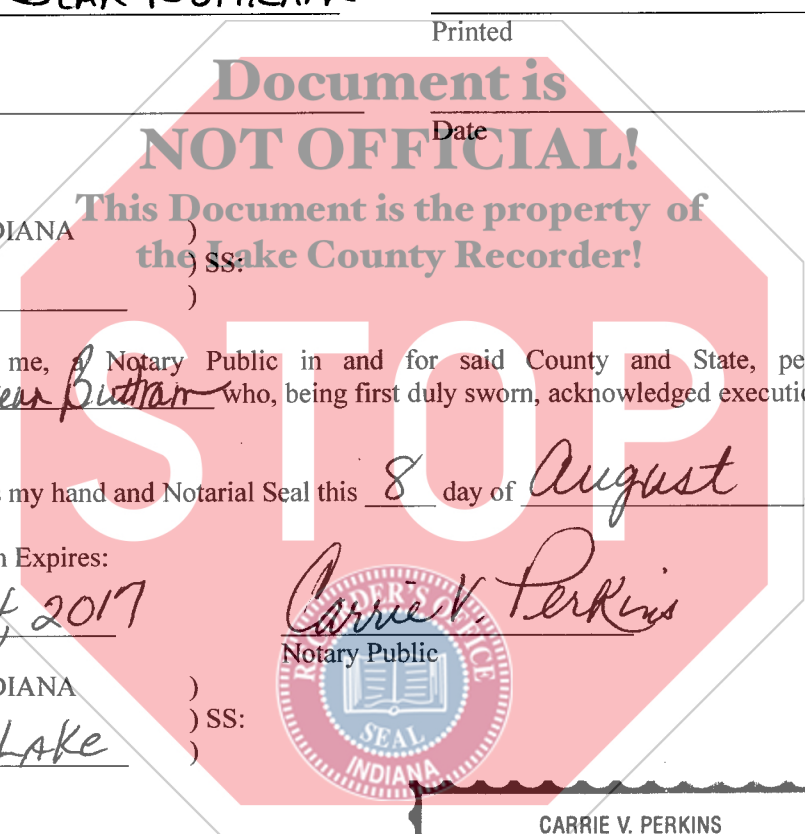 Printed
Document is
Date
NOT OFFICIAL!
This Document is the property of
DIANA )
the Lake County Recorder!
) SS:
)
STOP
me, a Notary Public in and for said County and State, pe
Butham who, being first duly sworn, acknowledged executio
s my hand and Notarial Seal this 8 day of August
n Expires:
2017
Carrie V. Perkins
Notary Public
RECORDER'S OFFICE
SEAL
INDIANA
DIANA )
) SS:
LAKE )
CARRIE V. PERKINS